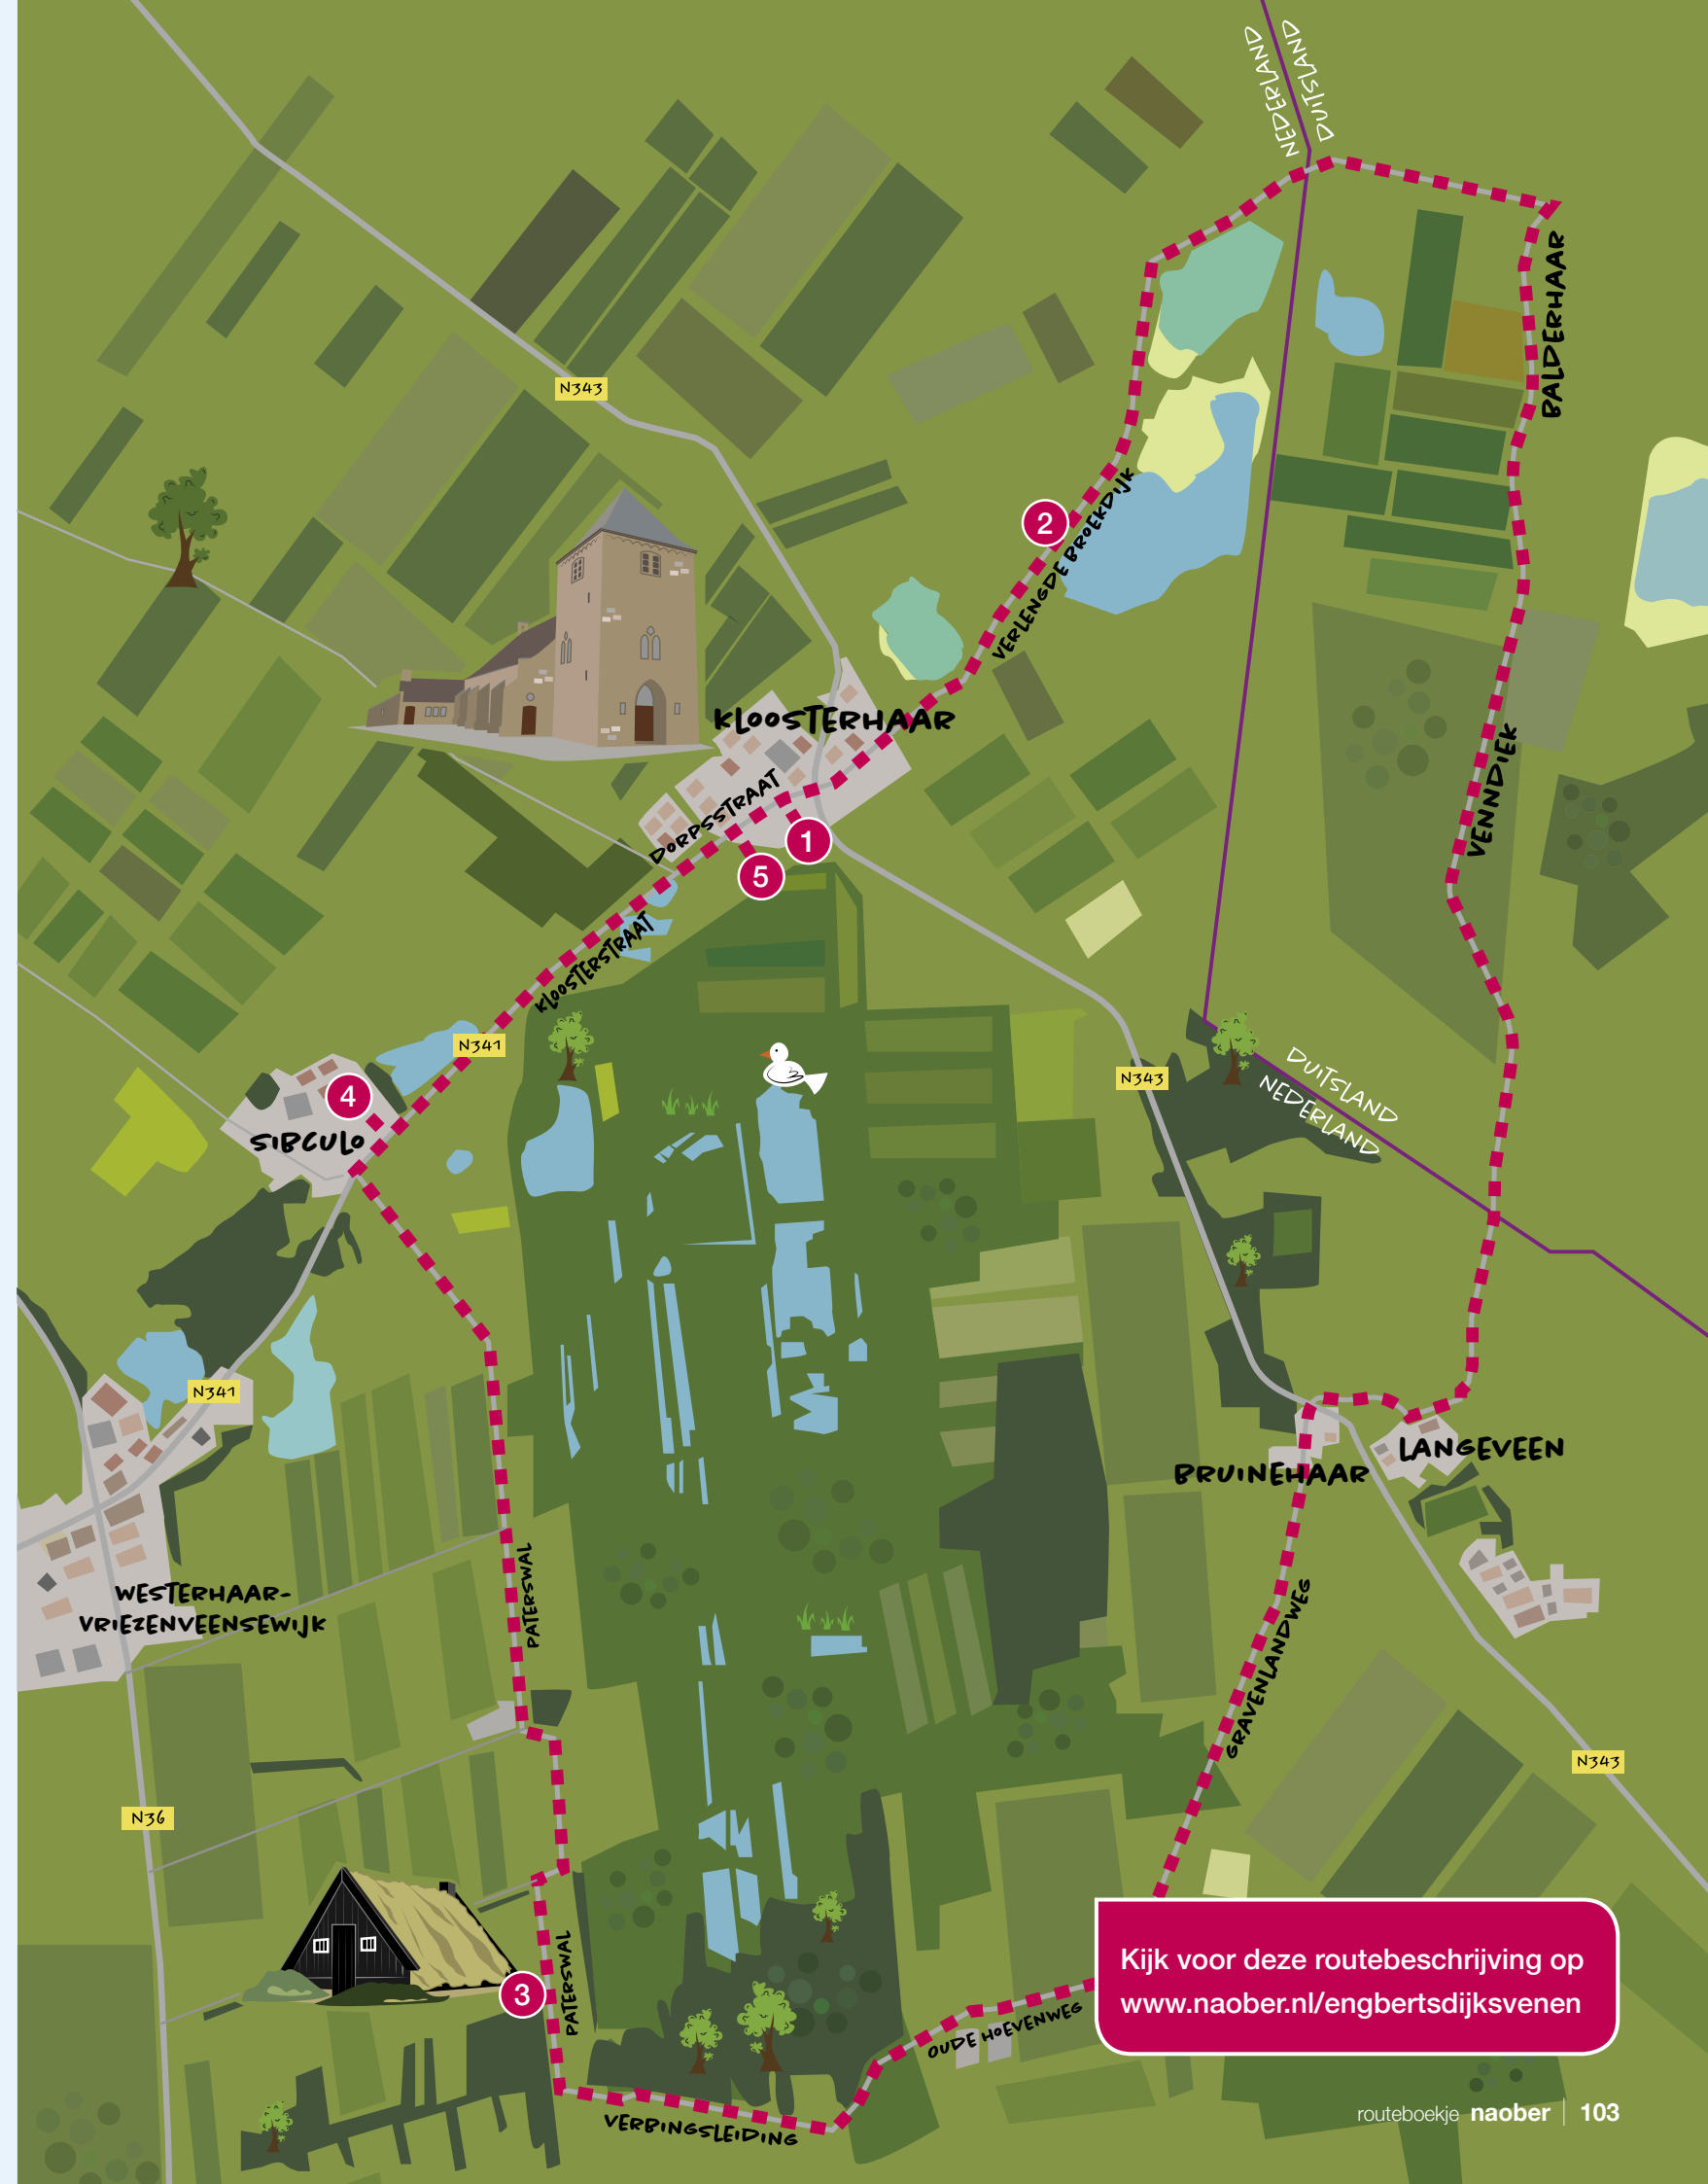 NEDERLAND
DUITSLAND
BALDERHAAR
N343
2
VERLENGDE BROEKDIJK
KLOOSTERHAAR
VENNDIEK
DORPSSTRAAT
1
5
KLOOSTERSTRAAT
N341
N343
DUITSLAND
NEDERLAND
4
SIBCULO
N341
LANGEVEEN
BRUINEHAAR
WESTERHAAR-
VRIEZENVEENSEWIJK
PATERSWAL
GRAVENLANDWEG
N343
N36
PATERSWAL
3
Kijk voor deze routebeschrijving op
www.naober.nl/engbertsdijksvenen
OUDE HOEVENWEG
VERBINGSLEIDING
routeboekje naober | 103